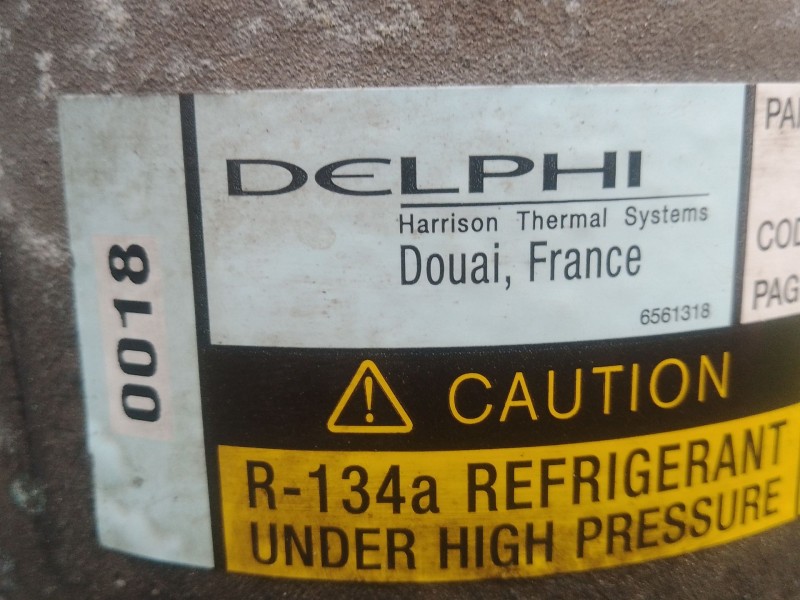 0018
DELPHI
Harrison Thermal Systems
Douai, France
6561318
CAUTION
R-134a REFRIGERANT
UNDER HIGH PRESSURE